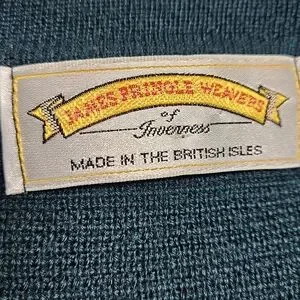 JAMES PRINGLE WEAVERS
of
Inverness
MADE IN THE BRITISH ISLES